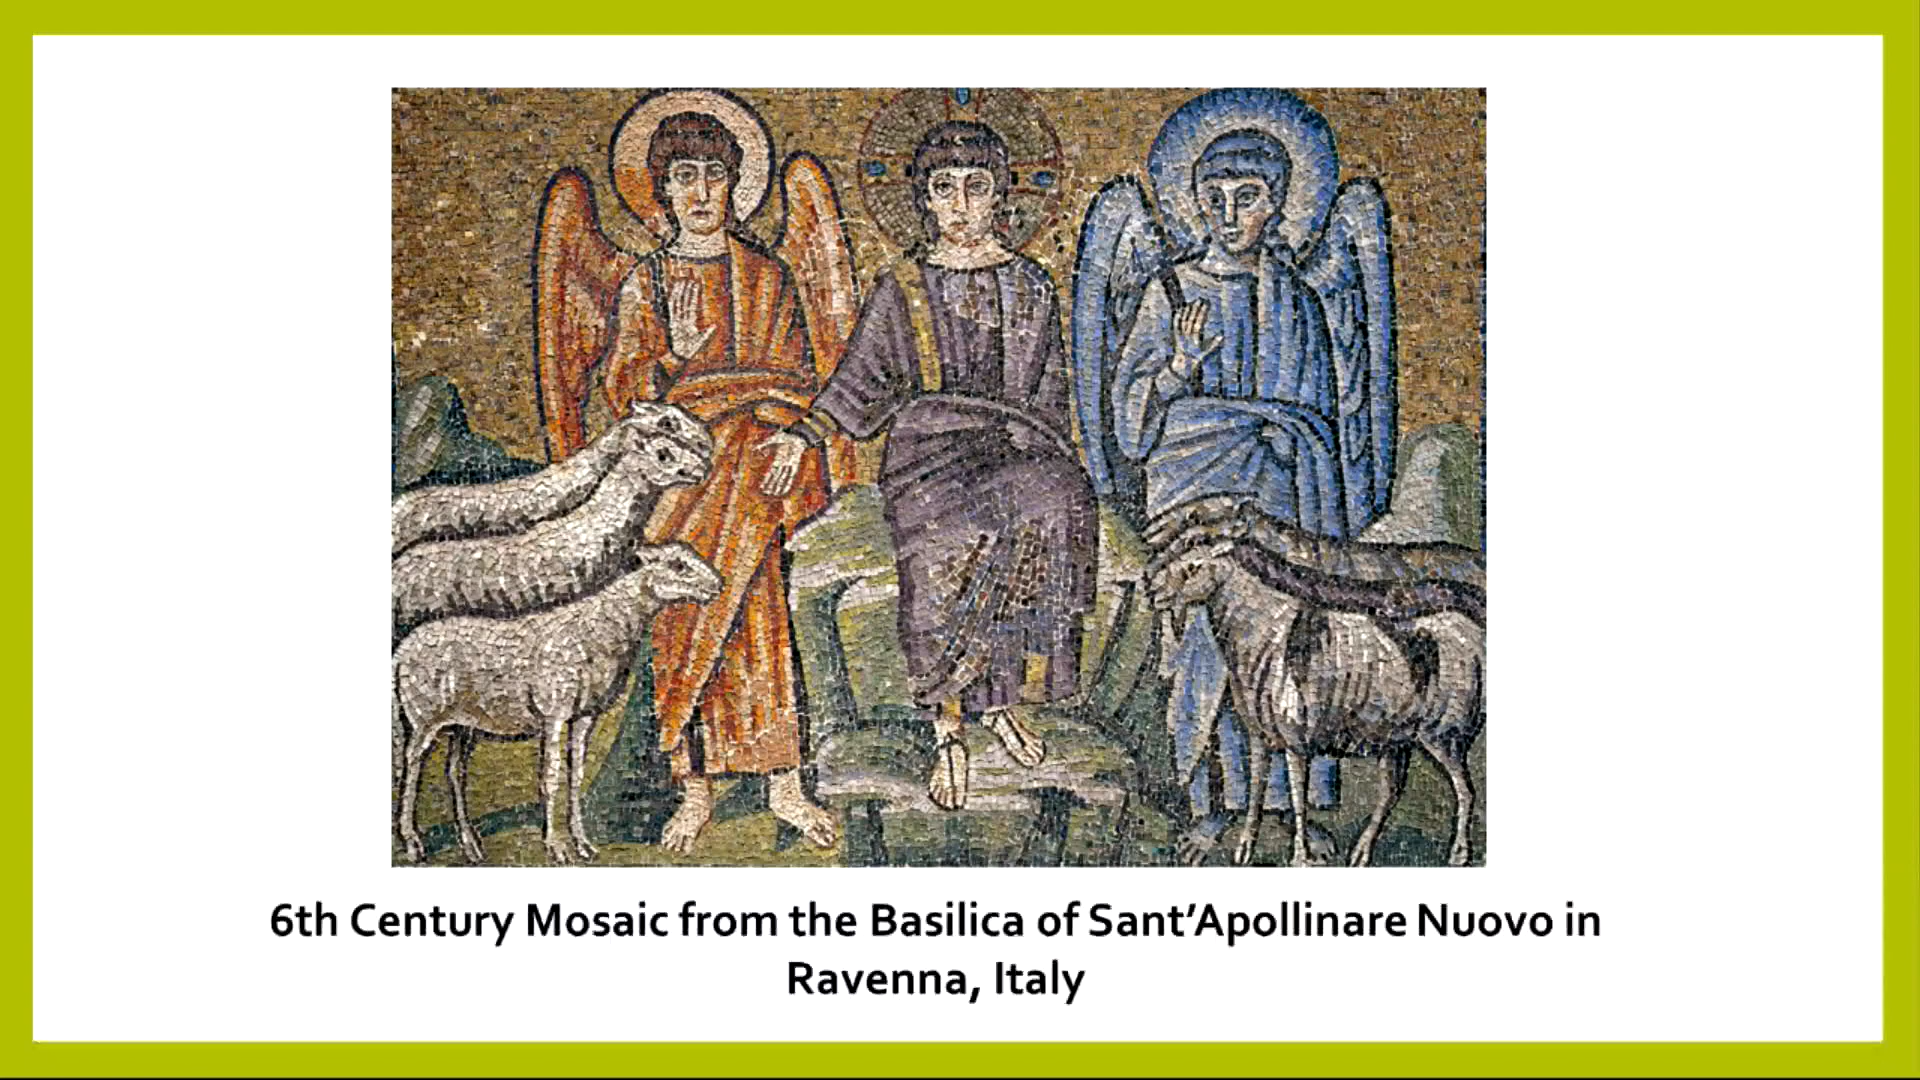 6th Century Mosaic from the Basilica of Sant’Apollinare Nuovo in
Ravenna, Italy